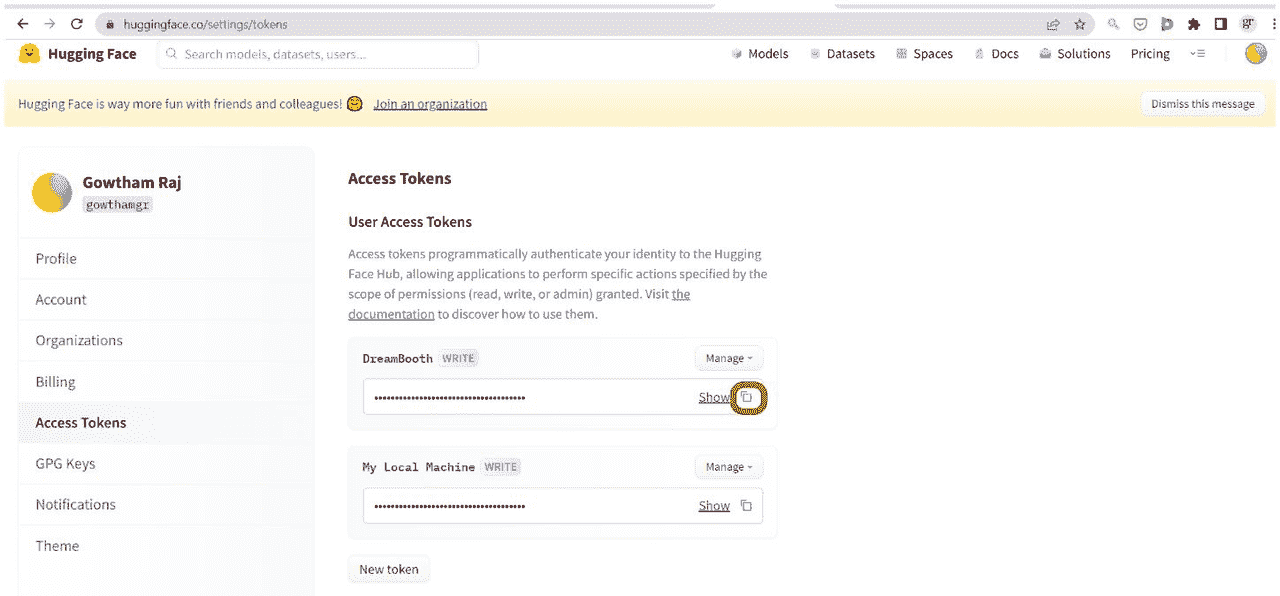 huggingface.co/settings/tokens
gr
Hugging Face
Search models, datasets, users...
Models
Datasets
Spaces
Docs
Solutions
Pricing
Hugging Face is way more fun with friends and colleagues! 🤗 Join an organization
Dismiss this message
Gowtham Raj
gowthamgr
Profile
Account
Organizations
Billing
Access Tokens
GPG Keys
Notifications
Theme
Access Tokens
User Access Tokens
Access tokens programmatically authenticate your identity to the Hugging
Face Hub, allowing applications to perform specific actions specified by the
scope of permissions (read, write, or admin) granted. Visit the
documentation to discover how to use them.
DreamBooth WRITE
Manage
••••••••••••••••••••••••••••••••••••• Show
My Local Machine WRITE
Manage
••••••••••••••••••••••••••••••••••••• Show
New token